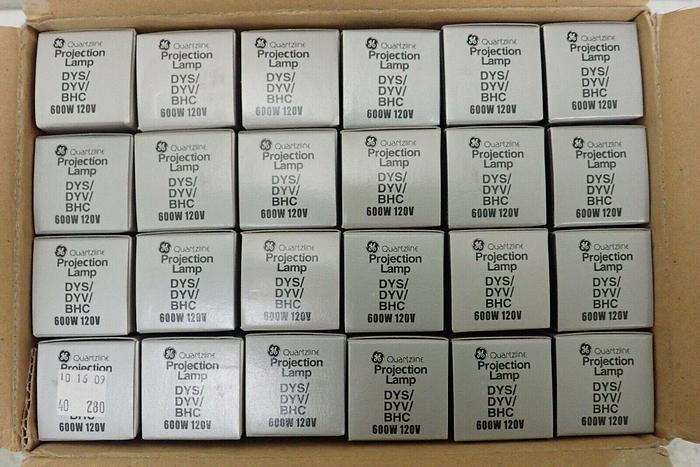 GE Quartzline
Projection
Lamp
DYS/
DYV/
BHC
600W 120V
GE Quartzline
Projection
Lamp
DYS/
DYV/
BHC
600W 120V
GE Quartzline
Projection
Lamp
DYS/
DYV/
BHC
600W 120V
GE Quartzline
Projection
Lamp
DYS/
DYV/
BHC
600W 120V
GE Quartzline
Projection
Lamp
DYS/
DYV/
BHC
600W 120V
GE Quartzline
Projection
Lamp
DYS/
DYV/
BHC
600W 120V
GE Quartzline
Projection
Lamp
DYS/
DYV/
BHC
600W 120V
GE Quartzline
Projection
Lamp
DYS/
DYV/
BHC
600W 120V
GE Quartzline
Projection
Lamp
DYS/
DYV/
BHC
600W 120V
GE Quartzline
Projection
Lamp
DYS/
DYV/
BHC
600W 120V
GE Quartzline
Projection
Lamp
DYS/
DYV/
BHC
600W 120V
GE Quartzline
Projection
Lamp
DYS/
DYV/
BHC
600W 120V
GE Quartzline
Projection
Lamp
DYS/
DYV/
BHC
600W 120V
GE Quartzline
Projection
Lamp
DYS/
DYV/
BHC
600W 120V
GE Quartzline
Projection
Lamp
DYS/
DYV/
BHC
600W 120V
GE Quartzline
Projection
Lamp
DYS/
DYV/
BHC
600W 120V
GE Quartzline
Projection
Lamp
DYS/
DYV/
BHC
600W 120V
GE Quartzline
Projection
Lamp
DYS/
DYV/
BHC
600W 120V
GE Quartzline
Projection
10 16 09
40 280
BHC
600W 120V
GE Quartzline
Projection
Lamp
DYS/
DYV/
BHC
600W 120V
GE Quartzline
Projection
Lamp
DYS/
DYV/
BHC
600W 120V
GE Quartzline
Projection
Lamp
DYS/
DYV/
BHC
600W 120V
GE Quartzline
Projection
Lamp
DYS/
DYV/
BHC
600W 120V
GE Quartzline
Projection
Lamp
DYS/
DYV/
BHC
600W 120V